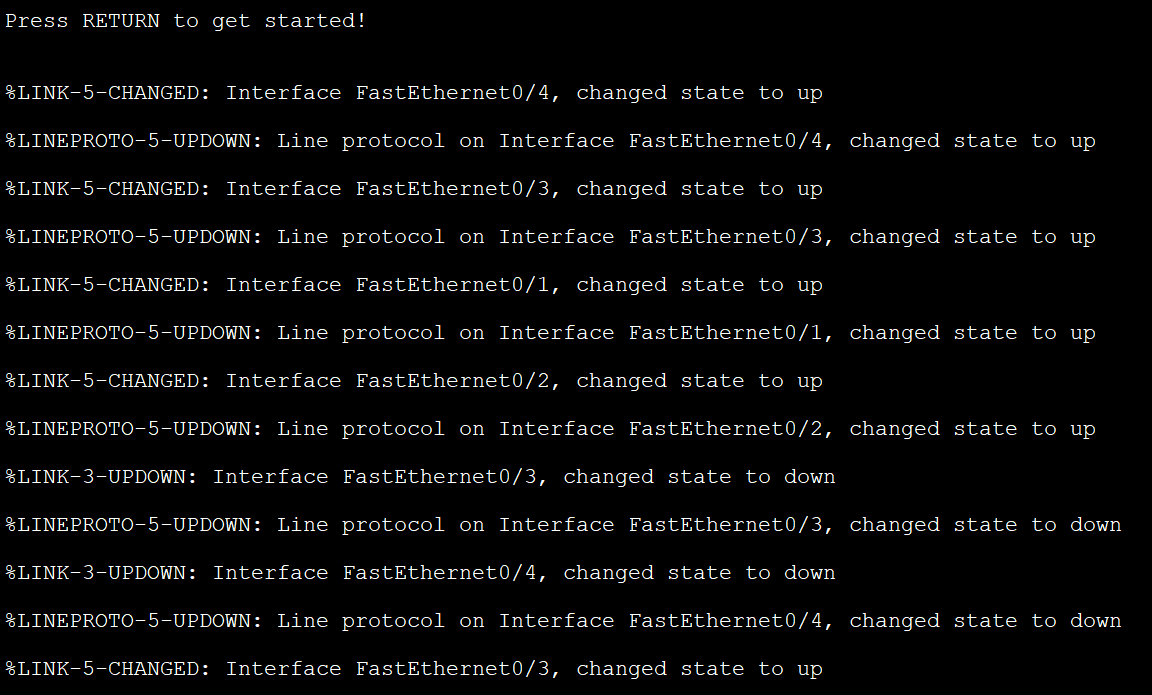 Press RETURN to get started!
%LINK-5-CHANGED: Interface FastEthernet0/4, changed state to up
%LINEPROTO-5-UPDOWN: Line protocol on Interface FastEthernet0/4, changed state to up
%LINK-5-CHANGED: Interface FastEthernet0/3, changed state to up
%LINEPROTO-5-UPDOWN: Line protocol on Interface FastEthernet0/3, changed state to up
%LINK-5-CHANGED: Interface FastEthernet0/1, changed state to up
%LINEPROTO-5-UPDOWN: Line protocol on Interface FastEthernet0/1, changed state to up
%LINK-5-CHANGED: Interface FastEthernet0/2, changed state to up
%LINEPROTO-5-UPDOWN: Line protocol on Interface FastEthernet0/2, changed state to up
%LINK-3-UPDOWN: Interface FastEthernet0/3, changed state to down
%LINEPROTO-5-UPDOWN: Line protocol on Interface FastEthernet0/3, changed state to down
%LINK-3-UPDOWN: Interface FastEthernet0/4, changed state to down
%LINEPROTO-5-UPDOWN: Line protocol on Interface FastEthernet0/4, changed state to down
%LINK-5-CHANGED: Interface FastEthernet0/3, changed state to up